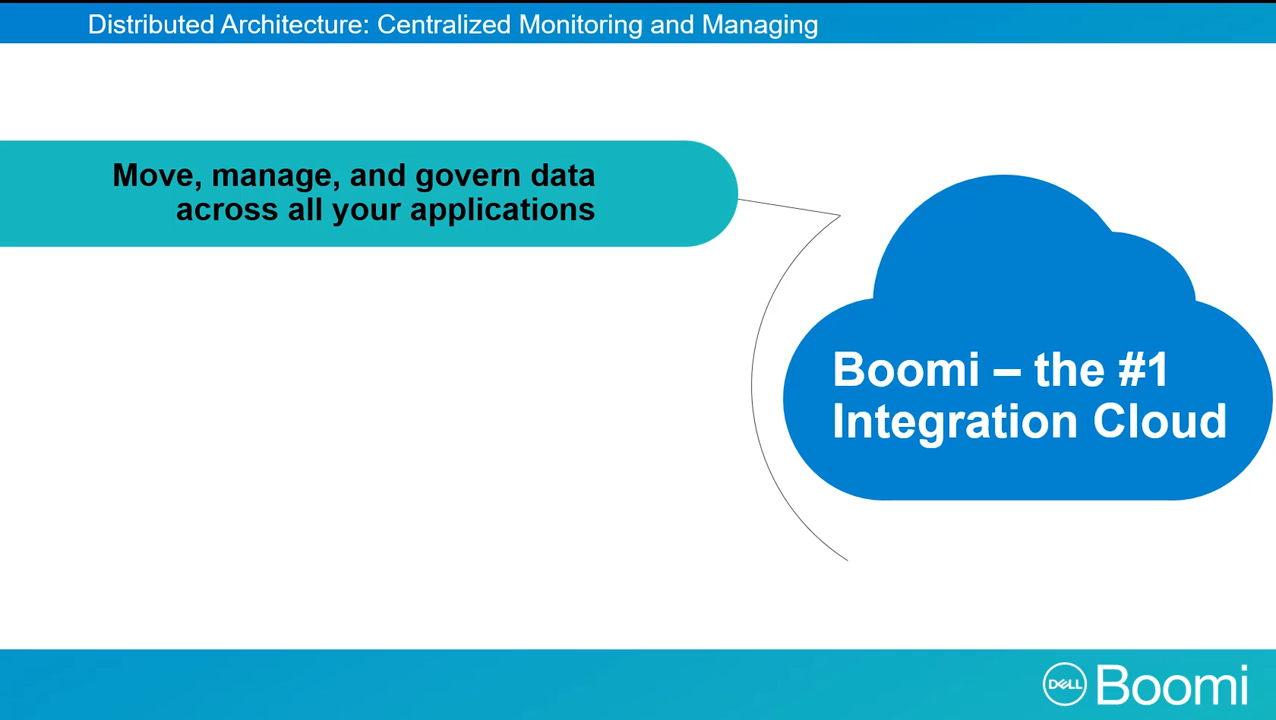 Distributed Architecture: Centralized Monitoring and Managing
Move, manage, and govern data
across all your applications
Boomi – the #1
Integration Cloud
DELL Boomi